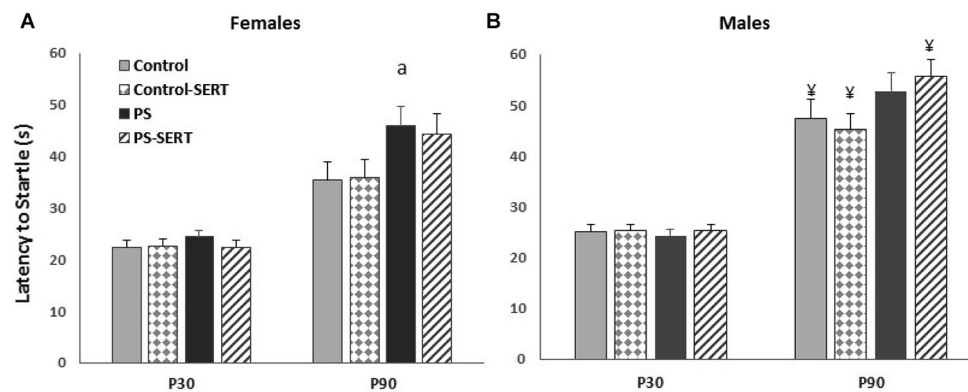 A Females
60
50
40
30
20
10
0
Latency to Startle (s)
Control
Control-SERT
PS
PS-SERT
a
P30 P90
B Males
60
50
40
30
20
10
0
¥ ¥ ¥
P30 P90